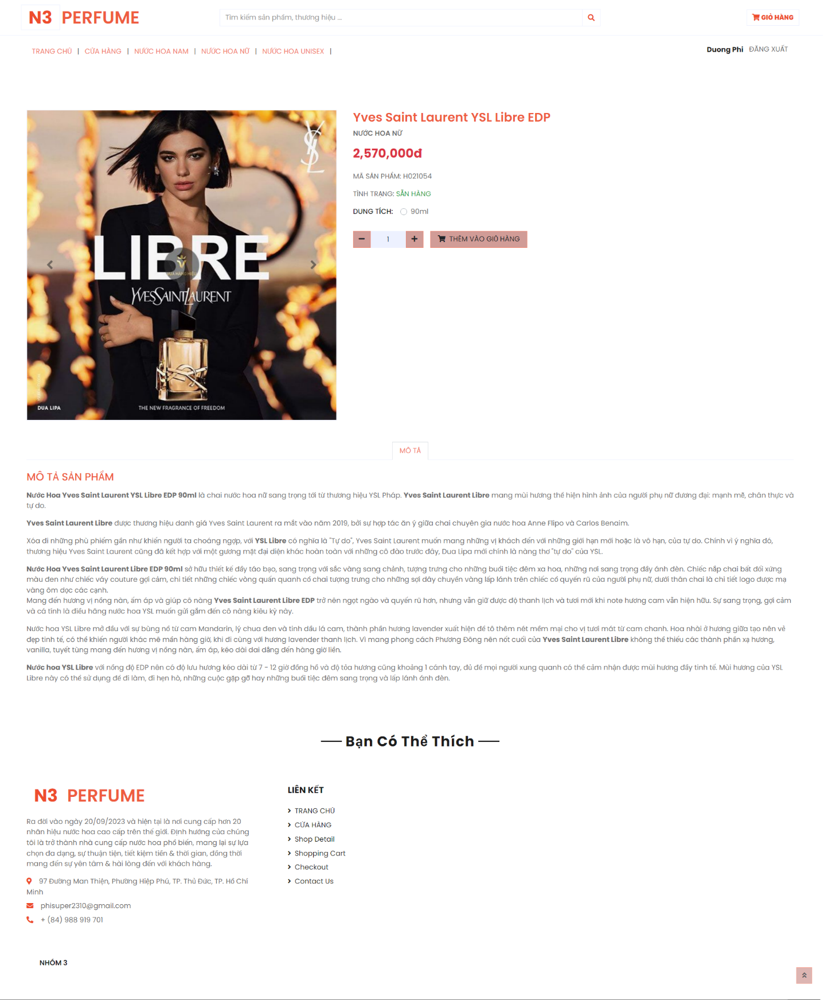 N3 PERFUME
Tìm kiếm sản phẩm, thương hiệu ...
GIỎ HÀNG
TRANG CHỦ | CỬA HÀNG | NƯỚC HOA NAM | NƯỚC HOA NỮ | NƯỚC HOA UNISEX |
Duong Phi ĐĂNG XUẤT
YSL
LIBRE
VUA HÀNG HIỆU
YVESSAINTLAURENT
DUA LIPA
THE NEW FRAGRANCE OF FREEDOM
Yves Saint Laurent YSL Libre EDP
NƯỚC HOA NỮ
2,570,000đ
MÃ SẢN PHẨM: H021054
TÌNH TRẠNG: SẴN HÀNG
DUNG TÍCH: 90ml
1
THÊM VÀO GIỎ HÀNG
MÔ TẢ
MÔ TẢ SẢN PHẨM
Nước Hoa Yves Saint Laurent YSL Libre EDP 90ml là chai nước hoa nữ sang trọng tới từ thương hiệu YSL Pháp. Yves Saint Laurent Libre mang mùi hương thể hiện hình ảnh của người phụ nữ đương đại: mạnh mẽ, chân thực và
tự do.
Yves Saint Laurent Libre được thương hiệu danh giá Yves Saint Laurent ra mắt vào năm 2019, bởi sự hợp tác ăn ý giữa chai chuyên gia nước hoa Anne Flipo và Carlos Benaim.
Xóa đi những phù phiếm gần như khiến người ta choáng ngợp, với YSL Libre có nghĩa là "Tự do", Yves Saint Laurent muốn mang những vị khách đến với những giới hạn mới hoặc là vô hạn, của tự do. Chính vì ý nghĩa đó,
thương hiệu Yves Saint Laurent cũng đã kết hợp với một gương mặt đại diện khác hoàn toàn với những cô đào trước đây, Dua Lipa mới chính là nàng thơ "tự do" của YSL.
Nước Hoa Yves Saint Laurent Libre EDP 90ml sở hữu thiết kế đầy táo bạo, sang trọng với sắc vàng sang chảnh, tượng trưng cho những buổi tiệc đêm xa hoa, những nơi sang trọng đầy ánh đèn. Chiếc nắp chai bất đối xứng
màu đen như chiếc váy couture gợi cảm, chi tiết những chiếc vòng quấn quanh cổ chai tượng trưng cho những sợi dây chuyền vàng lấp lánh trên chiếc cổ quyến rũ của người phụ nữ, dưới thân chai là chi tiết logo được mạ
vàng ôm dọc các cạnh.
Mang đến hương vị nồng nàn, ấm áp và giúp cô nàng Yves Saint Laurent Libre EDP trở nên ngọt ngào và quyến rũ hơn, nhưng vẫn giữ được độ thanh lịch và tươi mới khi note hương cam vẫn hiện hữu. Sự sang trọng, gợi cảm
và cá tính là điều hãng nước hoa YSL muốn gửi gắm đến cô nàng kiêu kỳ này.
Nước hoa YSL Libre mở đầu với sự bùng nổ từ cam Mandarin, lý chua đen và tinh dầu lá cam, thành phần hương lavender xuất hiện để tô thêm nét mềm mại cho vị tươi mát từ cam chanh. Hoa nhài ở hương giữa tạo nên vẻ
đẹp tinh tế, có thể khiến người khác mê mẩn hàng giờ, khi đi cùng với hương lavender thanh lịch. Vì mang phong cách Phương Đông nên nốt cuối của Yves Saint Laurent Libre không thể thiếu các thành phần xạ hương,
vanilla, tuyết tùng mang đến hương vị nồng nàn, ấm áp, kéo dài dai dẳng đến hàng giờ liền.
Nước hoa YSL Libre với nồng độ EDP nên có độ lưu hương kéo dài từ 7 - 12 giờ đồng hồ và độ tỏa hương cũng khoảng 1 cánh tay, đủ để mọi người xung quanh có thể cảm nhận được mùi hương đầy tinh tế. Mùi hương của YSL
Libre này có thể sử dụng để đi làm, đi hẹn hò, những cuộc gặp gỡ hay những buổi tiệc đêm sang trọng và lấp lánh ánh đèn.
Bạn Có Thể Thích
N3 PERFUME
Ra đời vào ngày 20/09/2023 và hiện tại là nơi cung cấp hơn 20
nhãn hiệu nước hoa cao cấp trên thế giới. Định hướng của chúng
tôi là trở thành nhà cung cấp nước hoa phổ biến, mang lại sự lựa
chọn đa dạng, sự thuận tiện, tiết kiệm tiền & thời gian, đồng thời
mang đến sự yên tâm & hài lòng đến với khách hàng.
97 Đường Man Thiện, Phường Hiệp Phú, TP. Thủ Đức, TP. Hồ Chí
Minh
phisuper2310@gmail.com
+ (84) 988 919 701
LIÊN KẾT
TRANG CHỦ
CỬA HÀNG
Shop Detail
Shopping Cart
Checkout
Contact Us
NHÓM 3